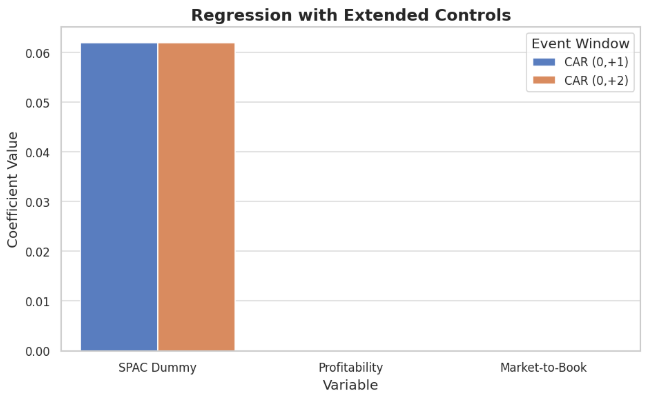 Regression with Extended Controls
Event Window
CAR (0,+1)
CAR (0,+2)
Coefficient Value
0.06
0.05
0.04
0.03
0.02
0.01
0.00
SPAC Dummy
Profitability
Market-to-Book
Variable